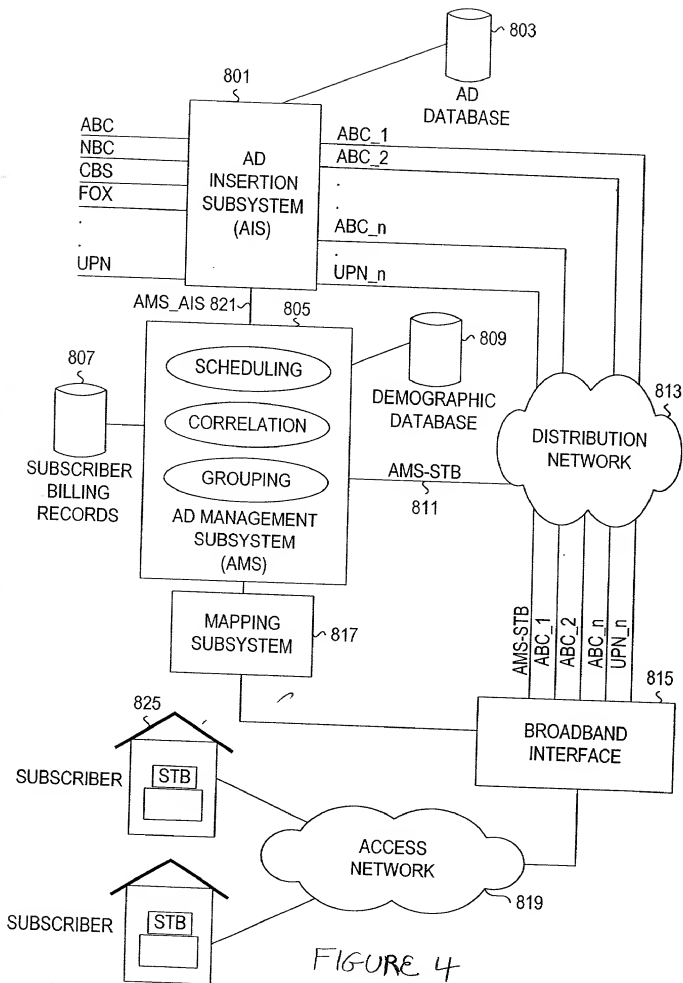 803
AD
DATABASE
801
ABC
NBC
CBS
FOX
.
.
UPN
AD
INSERTION
SUBSYSTEM
(AIS)
ABC_1
ABC_2
.
.
ABC_n
.
UPN_n
AMS_AIS 821
805
809
DEMOGRAPHIC
DATABASE
807
SUBSCRIBER
BILLING
RECORDS
SCHEDULING
CORRELATION
GROUPING
AD MANAGEMENT
SUBSYSTEM
(AMS)
AMS-STB
811
813
DISTRIBUTION
NETWORK
MAPPING
SUBSYSTEM
817
AMS-STB
ABC_1
ABC_2
ABC_n
UPN_n
815
BROADBAND
INTERFACE
825
SUBSCRIBER
STB
ACCESS
NETWORK
819
SUBSCRIBER
STB
FIGURE 4